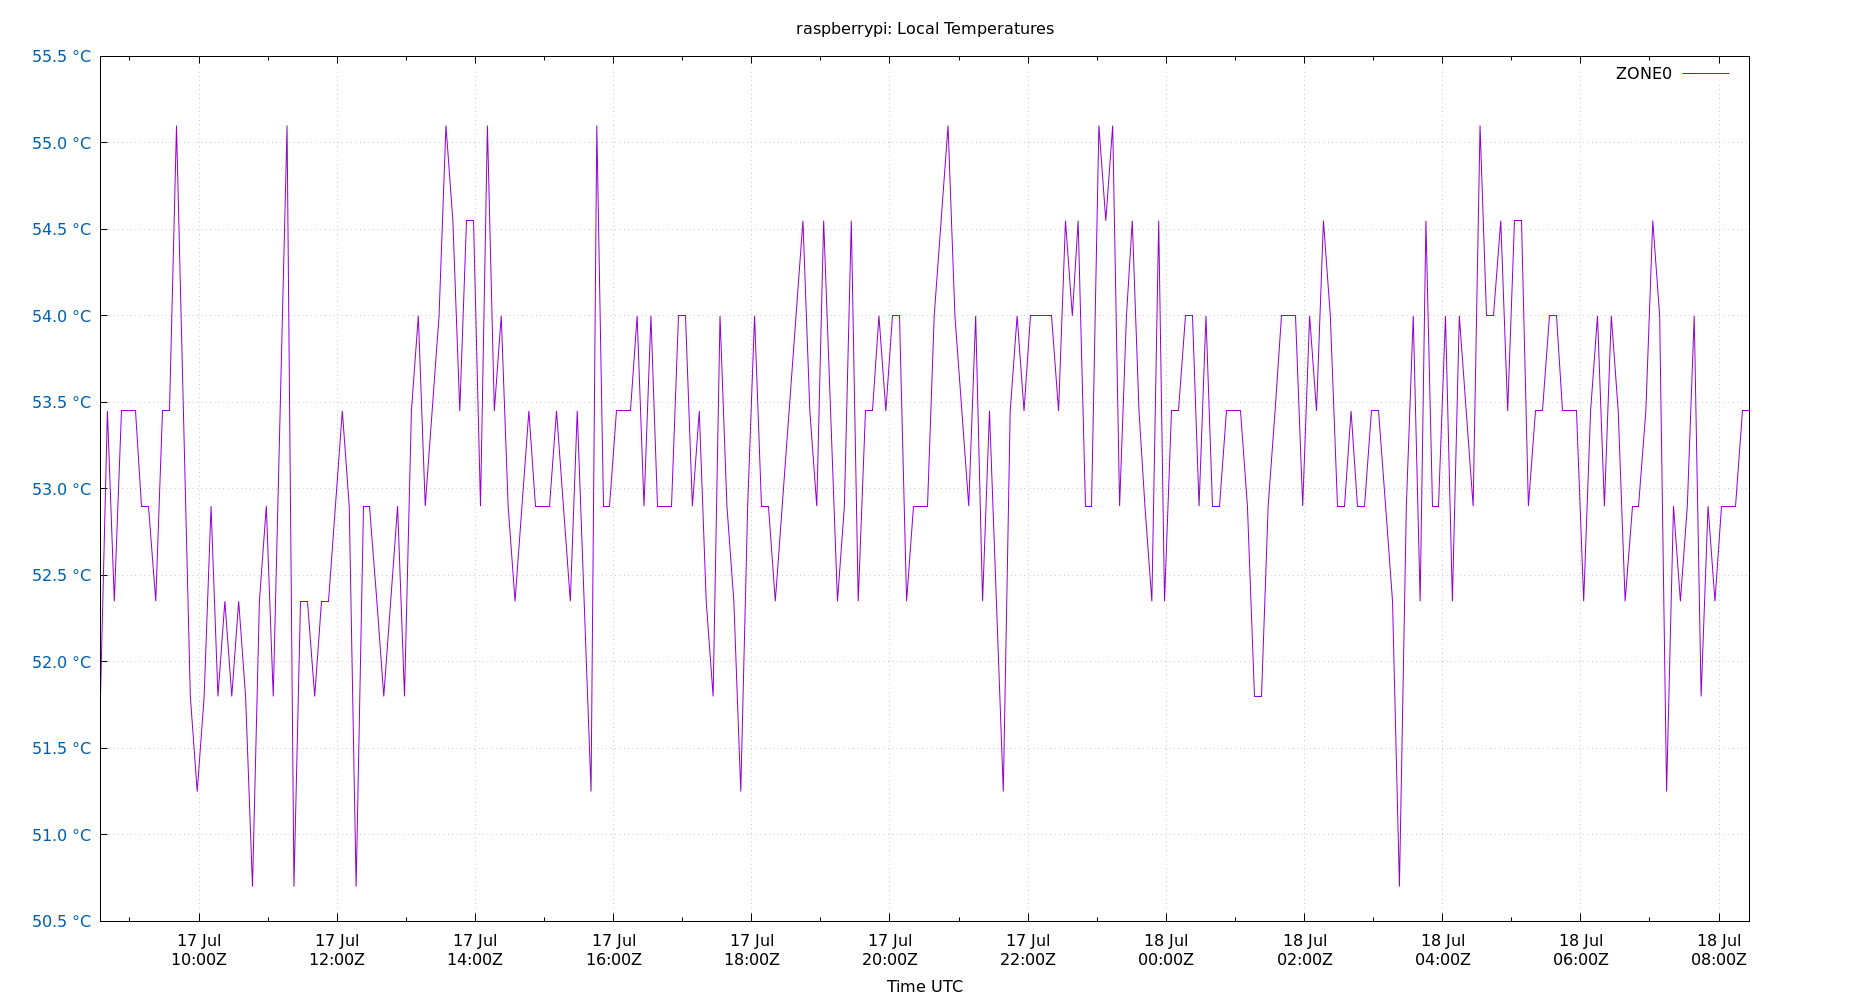 raspberrypi: Local Temperatures
ZONE0
55.5 °C
55.0 °C
54.5 °C
54.0 °C
53.5 °C
53.0 °C
52.5 °C
52.0 °C
51.5 °C
51.0 °C
50.5 °C
17 Jul 17 Jul 17 Jul 17 Jul 17 Jul 17 Jul 17 Jul 18 Jul 18 Jul 18 Jul 18 Jul 18 Jul
10:00Z 12:00Z 14:00Z 16:00Z 18:00Z 20:00Z 22:00Z 00:00Z 02:00Z 04:00Z 06:00Z 08:00Z
Time UTC